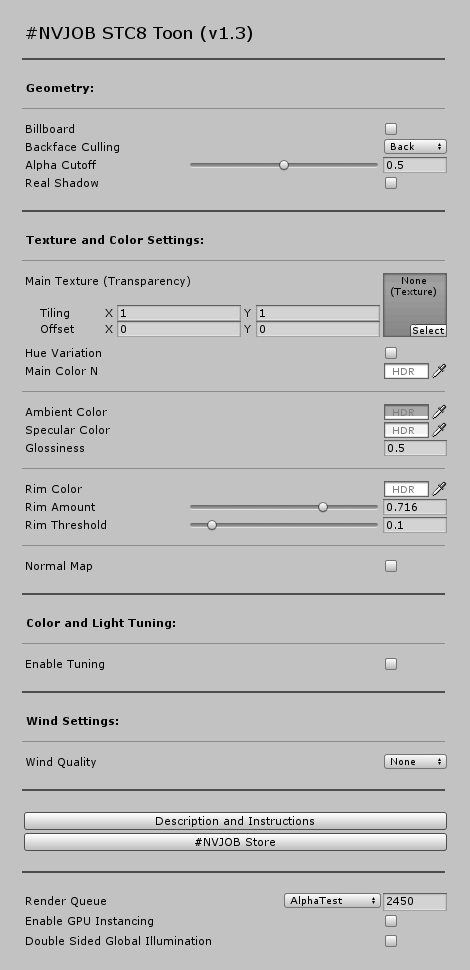 #NVJOB STC8 Toon (v1.3)
Geometry:
Billboard
Backface Culling Back
Alpha Cutoff 0.5
Real Shadow
Texture and Color Settings:
Main Texture (Transparency)
None
(Texture)
Tiling X 1 Y 1
Offset X 0 Y 0
Select
Hue Variation
Main Color N HDR
Ambient Color HDR
Specular Color HDR
Glossiness 0.5
Rim Color HDR
Rim Amount 0.716
Rim Threshold 0.1
Normal Map
Color and Light Tuning:
Enable Tuning
Wind Settings:
Wind Quality None
Description and Instructions
#NVJOB Store
Render Queue AlphaTest 2450
Enable GPU Instancing
Double Sided Global Illumination